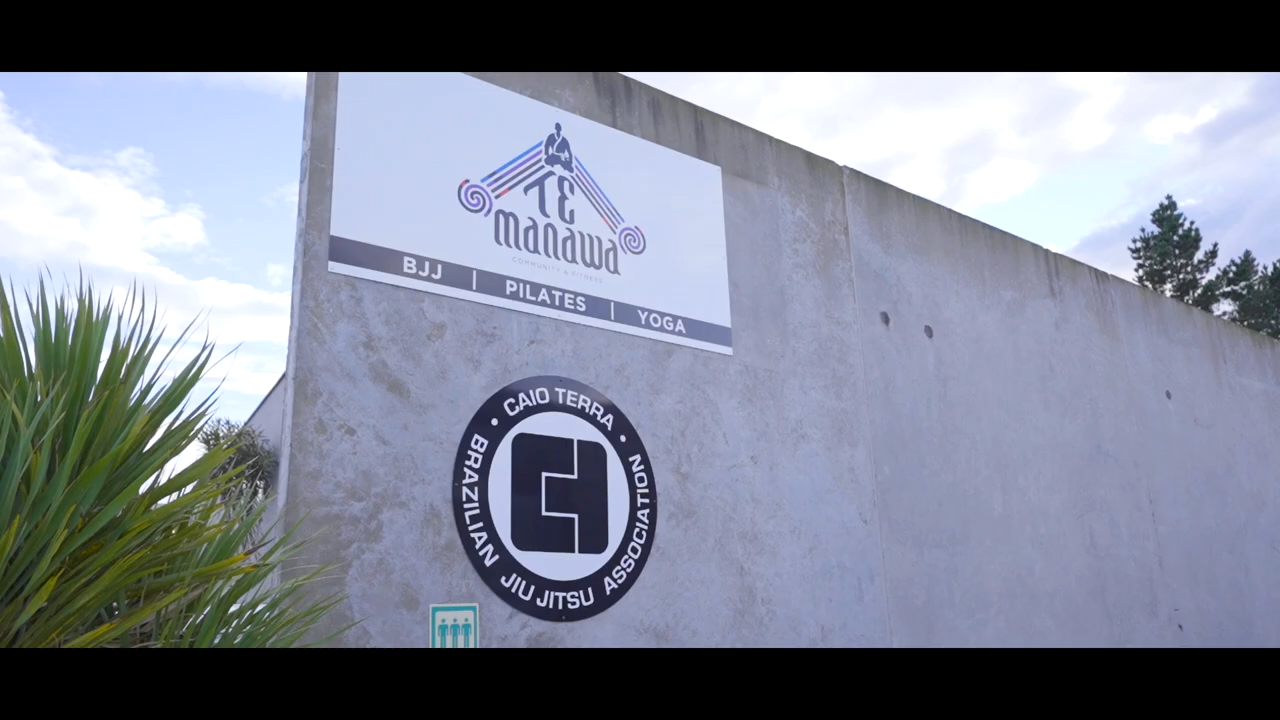 TE
manawa
COMMUNITY & FITNESS
BJJ | PILATES | YOGA
• CAIO TERRA •
BRAZILIAN JIU JITSU ASSOCIATION